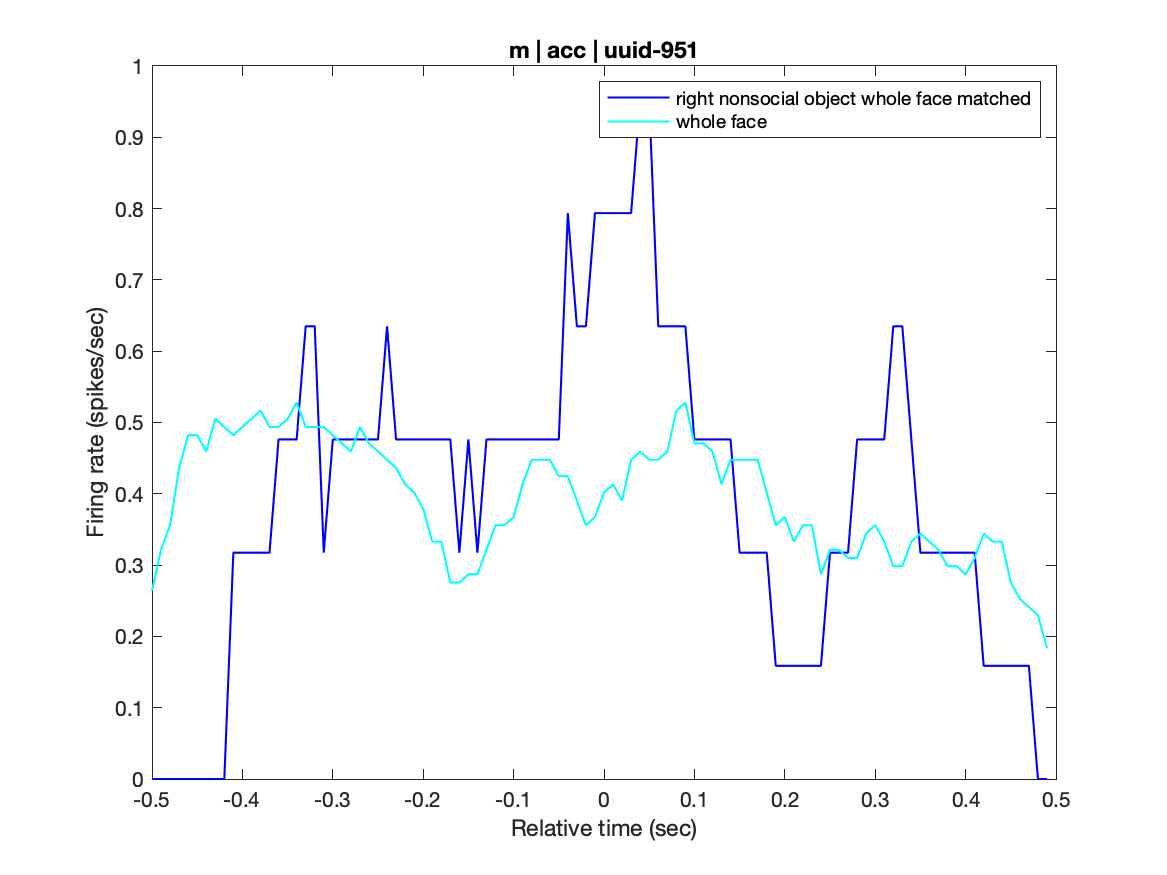 m | acc | uuid-951
right nonsocial object whole face matched
whole face
1
0.9
0.8
0.7
0.6
0.5
0.4
0.3
0.2
0.1
0
Firing rate (spikes/sec)
-0.5 -0.4 -0.3 -0.2 -0.1 0 0.1 0.2 0.3 0.4 0.5
Relative time (sec)